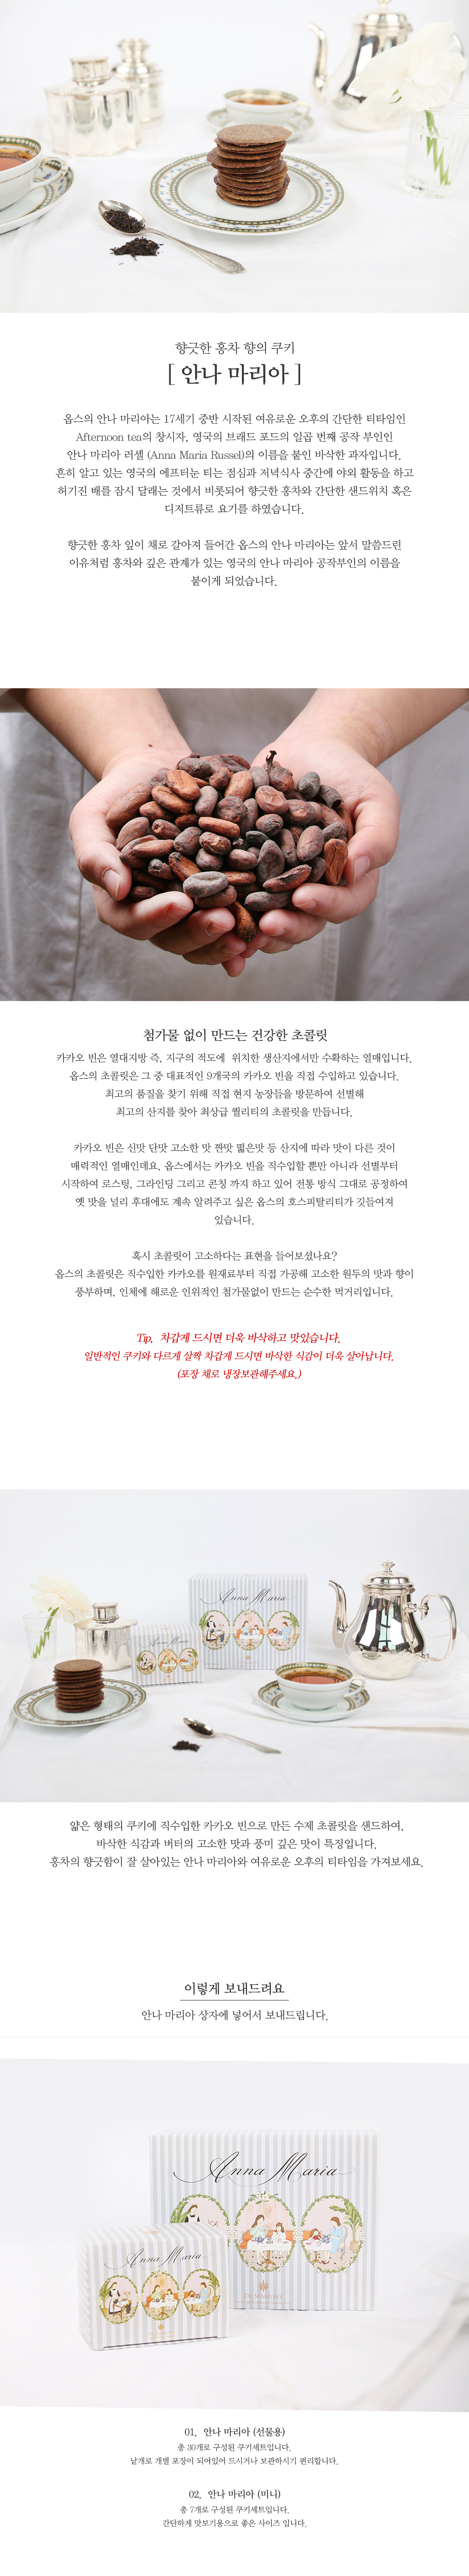 향긋한 홍차 향의 쿠키
[ 안나 마리아 ]
옵스의 안나 마리아는 17세기 중반 시작된 여유로운 오후의 간단한 티타임인
Afternoon tea의 창시자, 영국의 브래드 포드의 일곱 번째 공작 부인인
안나 마리아 러셀 (Anna Maria Russel)의 이름을 붙인 바삭한 과자입니다.
흔히 알고 있는 영국의 에프터눈 티는 점심과 저녁식사 중간에 야외 활동을 하고
허기진 배를 잠시 달래는 것에서 비롯되어 향긋한 홍차와 간단한 샌드위치 혹은
디저트류로 요기를 하였습니다.
향긋한 홍차 잎이 채로 갈아져 들어간 옵스의 안나 마리아는 앞서 말씀드린
이유처럼 홍차와 깊은 관계가 있는 영국의 안나 마리아 공작부인의 이름을
붙이게 되었습니다.
첨가물 없이 만드는 건강한 초콜릿
카카오 빈은 열대지방 즉, 지구의 적도에 위치한 생산지에서만 수확하는 열매입니다.
옵스의 초콜릿은 그 중 대표적인 9개국의 카카오 빈을 직접 수입하고 있습니다.
최고의 품질을 찾기 위해 직접 현지 농장들을 방문하여 선별해
최고의 산지를 찾아 최상급 퀄리티의 초콜릿을 만듭니다.
카카오 빈은 신맛 단맛 고소한 맛 짠맛 떫은맛 등 산지에 따라 맛이 다른 것이
매력적인 열매인데요, 옵스에서는 카카오 빈을 직수입할 뿐만 아니라 선별부터
시작하여 로스팅, 그라인딩 그리고 콘칭 까지 하고 있어 전통 방식 그대로 공정하여
옛 맛을 널리 후대에도 계속 알려주고 싶은 옵스의 호스피탈리티가 깃들여져
있습니다.
혹시 초콜릿이 고소하다는 표현을 들어보셨나요?
옵스의 초콜릿은 직수입한 카카오를 원재료부터 직접 가공해 고소한 원두의 맛과 향이
풍부하며, 인체에 해로운 인위적인 첨가물없이 만드는 순수한 먹거리입니다.
Tip. 차갑게 드시면 더욱 바삭하고 맛있습니다.
일반적인 쿠키와 다르게 살짝 차갑게 드시면 바삭한 식감이 더욱 살아납니다.
(포장 채로 냉장보관해주세요.)
Anna Maria
Anna Maria
얇은 형태의 쿠키에 직수입한 카카오 빈으로 만든 수제 초콜릿을 샌드하여,
바삭한 식감과 버터의 고소한 맛과 풍미 깊은 맛이 특징입니다.
홍차의 향긋함이 잘 살아있는 안나 마리아와 여유로운 오후의 티타임을 가져보세요.
이렇게 보내드려요
안나 마리아 상자에 넣어서 보내드립니다.
Anna Maria
Anna Maria
01. 안나 마리아 (선물용)
총 30개로 구성된 쿠키세트입니다.
낱개로 개별 포장이 되어있어 드시거나 보관하시기 편리합니다.
02. 안나 마리아 (미니)
총 7개로 구성된 쿠키세트입니다.
간단하게 맛보기용으로 좋은 사이즈 입니다.